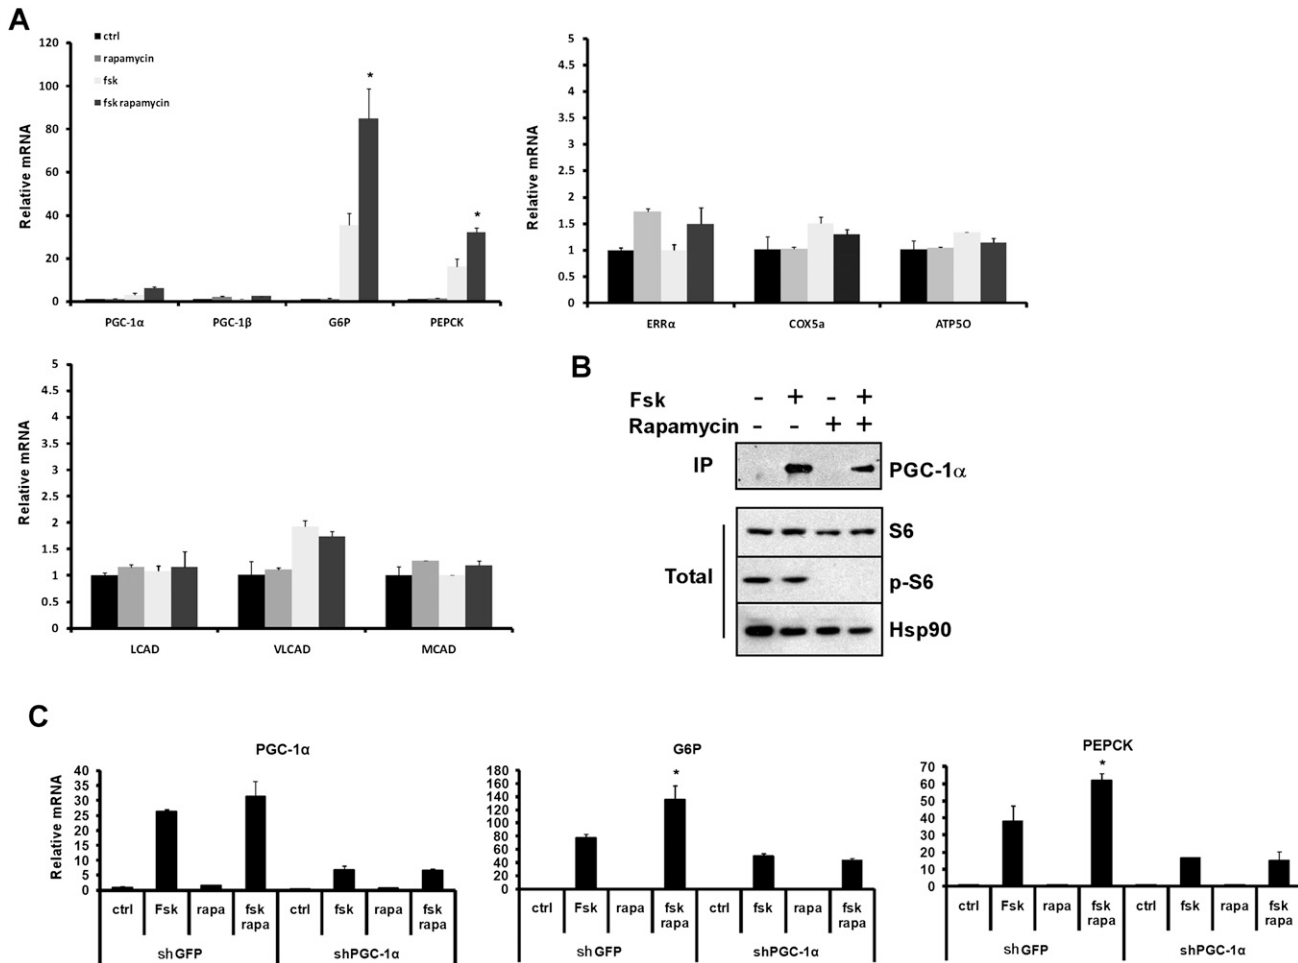 A
ctrl
rapamycin
fsk
fsk rapamycin
Relative mRNA
120
100
80
60
40
20
0
*
*
PGC-1α PGC-1β G6P PEPCK
Relative mRNA
5
4.5
4
3.5
3
2.5
2
1.5
1
0.5
0
ERRα COX5a ATP5O
Relative mRNA
5
4.5
4
3.5
3
2.5
2
1.5
1
0.5
0
LCAD VLCAD MCAD
B
Fsk - + - +
Rapamycin - - + +
IP PGC-1α
Total
S6
p-S6
Hsp90
C
PGC-1α
Relative mRNA
40
35
30
25
20
15
10
5
0
ctrl Fsk rapa fsk rapa ctrl fsk rapa fsk rapa
shGFP shPGC-1α
G6P
180
160
140
120
100
80
60
40
20
0
*
ctrl Fsk rapa fsk rapa ctrl fsk rapa fsk rapa
shGFP shPGC-1α
PEPCK
70
60
50
40
30
20
10
0
*
ctrl Fsk rapa fsk rapa ctrl fsk rapa fsk rapa
shGFP shPGC-1α